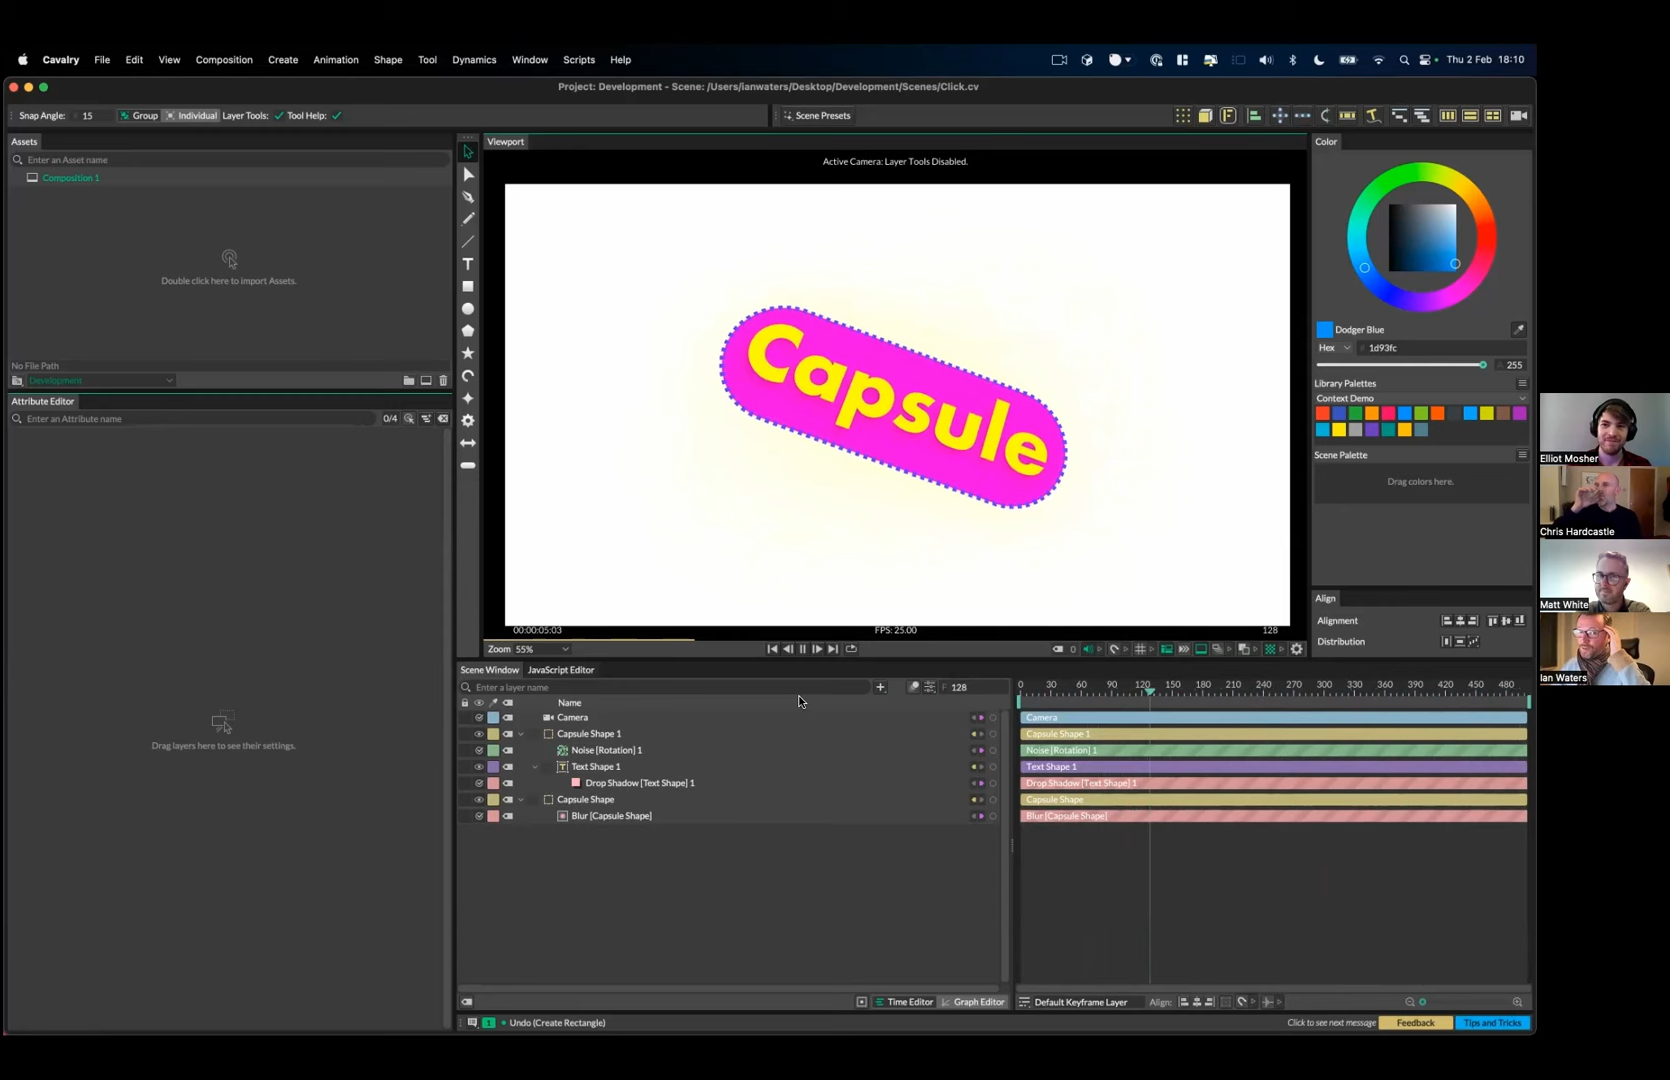 Cavalry File Edit View Composition Create Animation Shape Tool Dynamics Window Scripts Help
Thu 2 Feb 18:10
Project: Development - Scene: /Users/ianwaters/Desktop/Development/Scenes/Click.cv
Snap Angle: 15 Group Individual Layer Tools: Tool Help:
Scene Presets
Assets
Enter an Asset name
Composition 1
Double click here to import Assets.
No File Path
Development
Attribute Editor
Enter an Attribute name
0/4
Drag layers here to see their settings.
Viewport
Active Camera: Layer Tools Disabled.
Capsule
00:00:05:03
FPS: 25.00
128
Zoom 55%
0
Color
Dodger Blue
Hex 1d93fc
255
Library Palettes
Context Demo
Scene Palette
Drag colors here.
Align
Alignment
Distribution
Elliot Mosher
Chris Hardcastle
Matt White
Ian Waters
Scene Window JavaScript Editor
Enter a layer name
F 128
0 30 60 90 120 150 180 210 240 270 300 330 360 390 420 450 480
Name
Camera
Capsule Shape 1
Noise [Rotation] 1
Text Shape 1
Drop Shadow [Text Shape] 1
Capsule Shape
Blur [Capsule Shape]
Camera
Capsule Shape 1
Noise [Rotation] 1
Text Shape 1
Drop Shadow [Text Shape] 1
Capsule Shape
Blur [Capsule Shape]
Time Editor Graph Editor
Default Keyframe Layer Align:
1 Undo (Create Rectangle)
Click to see next message
Feedback
Tips and Tricks